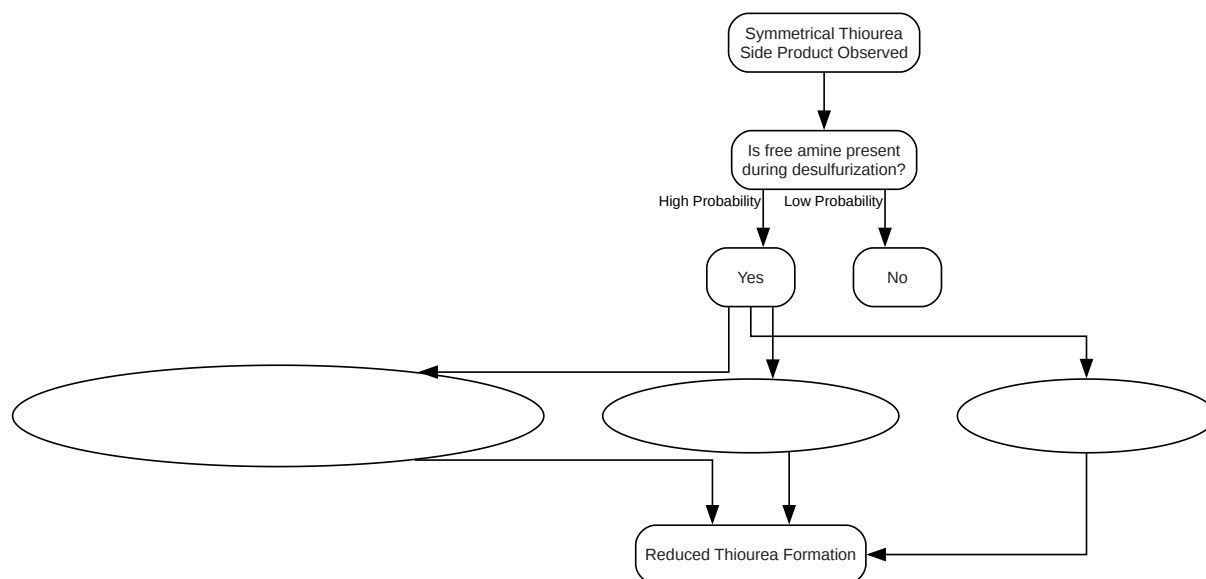 Symmetrical Thiourea
Side Product Observed
Is free amine present
during desulfurization?
High Probability
Low Probability
Yes
No
Reduced Thiourea Formation